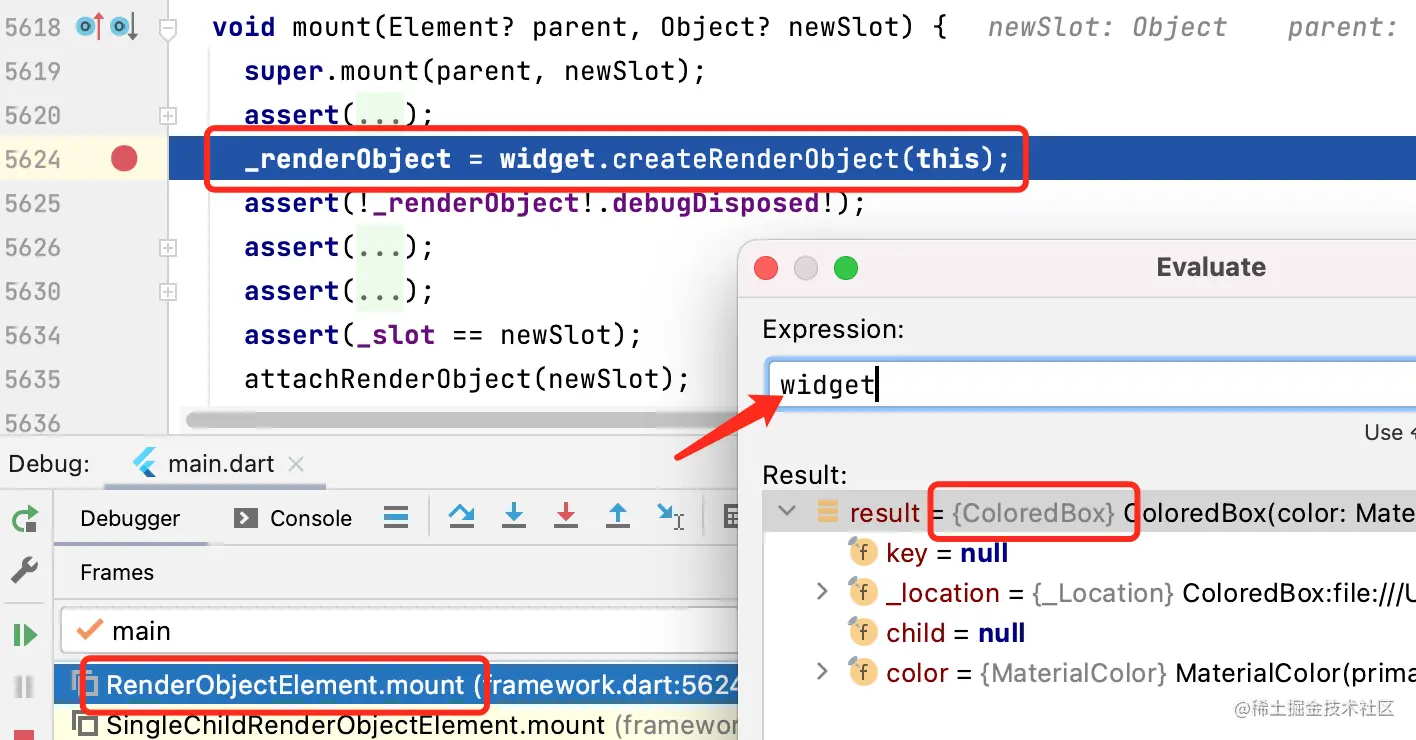 5618 void mount(Element? parent, Object? newSlot) { newSlot: Object parent:
5619 super.mount(parent, newSlot);
5620 assert(...);
5624 _renderObject = widget.createRenderObject(this);
5625 assert(!_renderObject!.debugDisposed!);
5626 assert(...);
5630 assert(...);
5634 assert(_slot == newSlot);
5635 attachRenderObject(newSlot);
5636
Evaluate
Expression:
widget
Use
Result:
result = {ColoredBox} ColoredBox(color: Mate
f key = null
f _location = {_Location} ColoredBox:file:///U
f child = null
f color = {MaterialColor} MaterialColor(prima
Debug: main.dart
Debugger Console
Frames
main
RenderObjectElement.mount (framework.dart:5624
SingleChildRenderObjectElement.mount (framewor
@稀土掘金技术社区